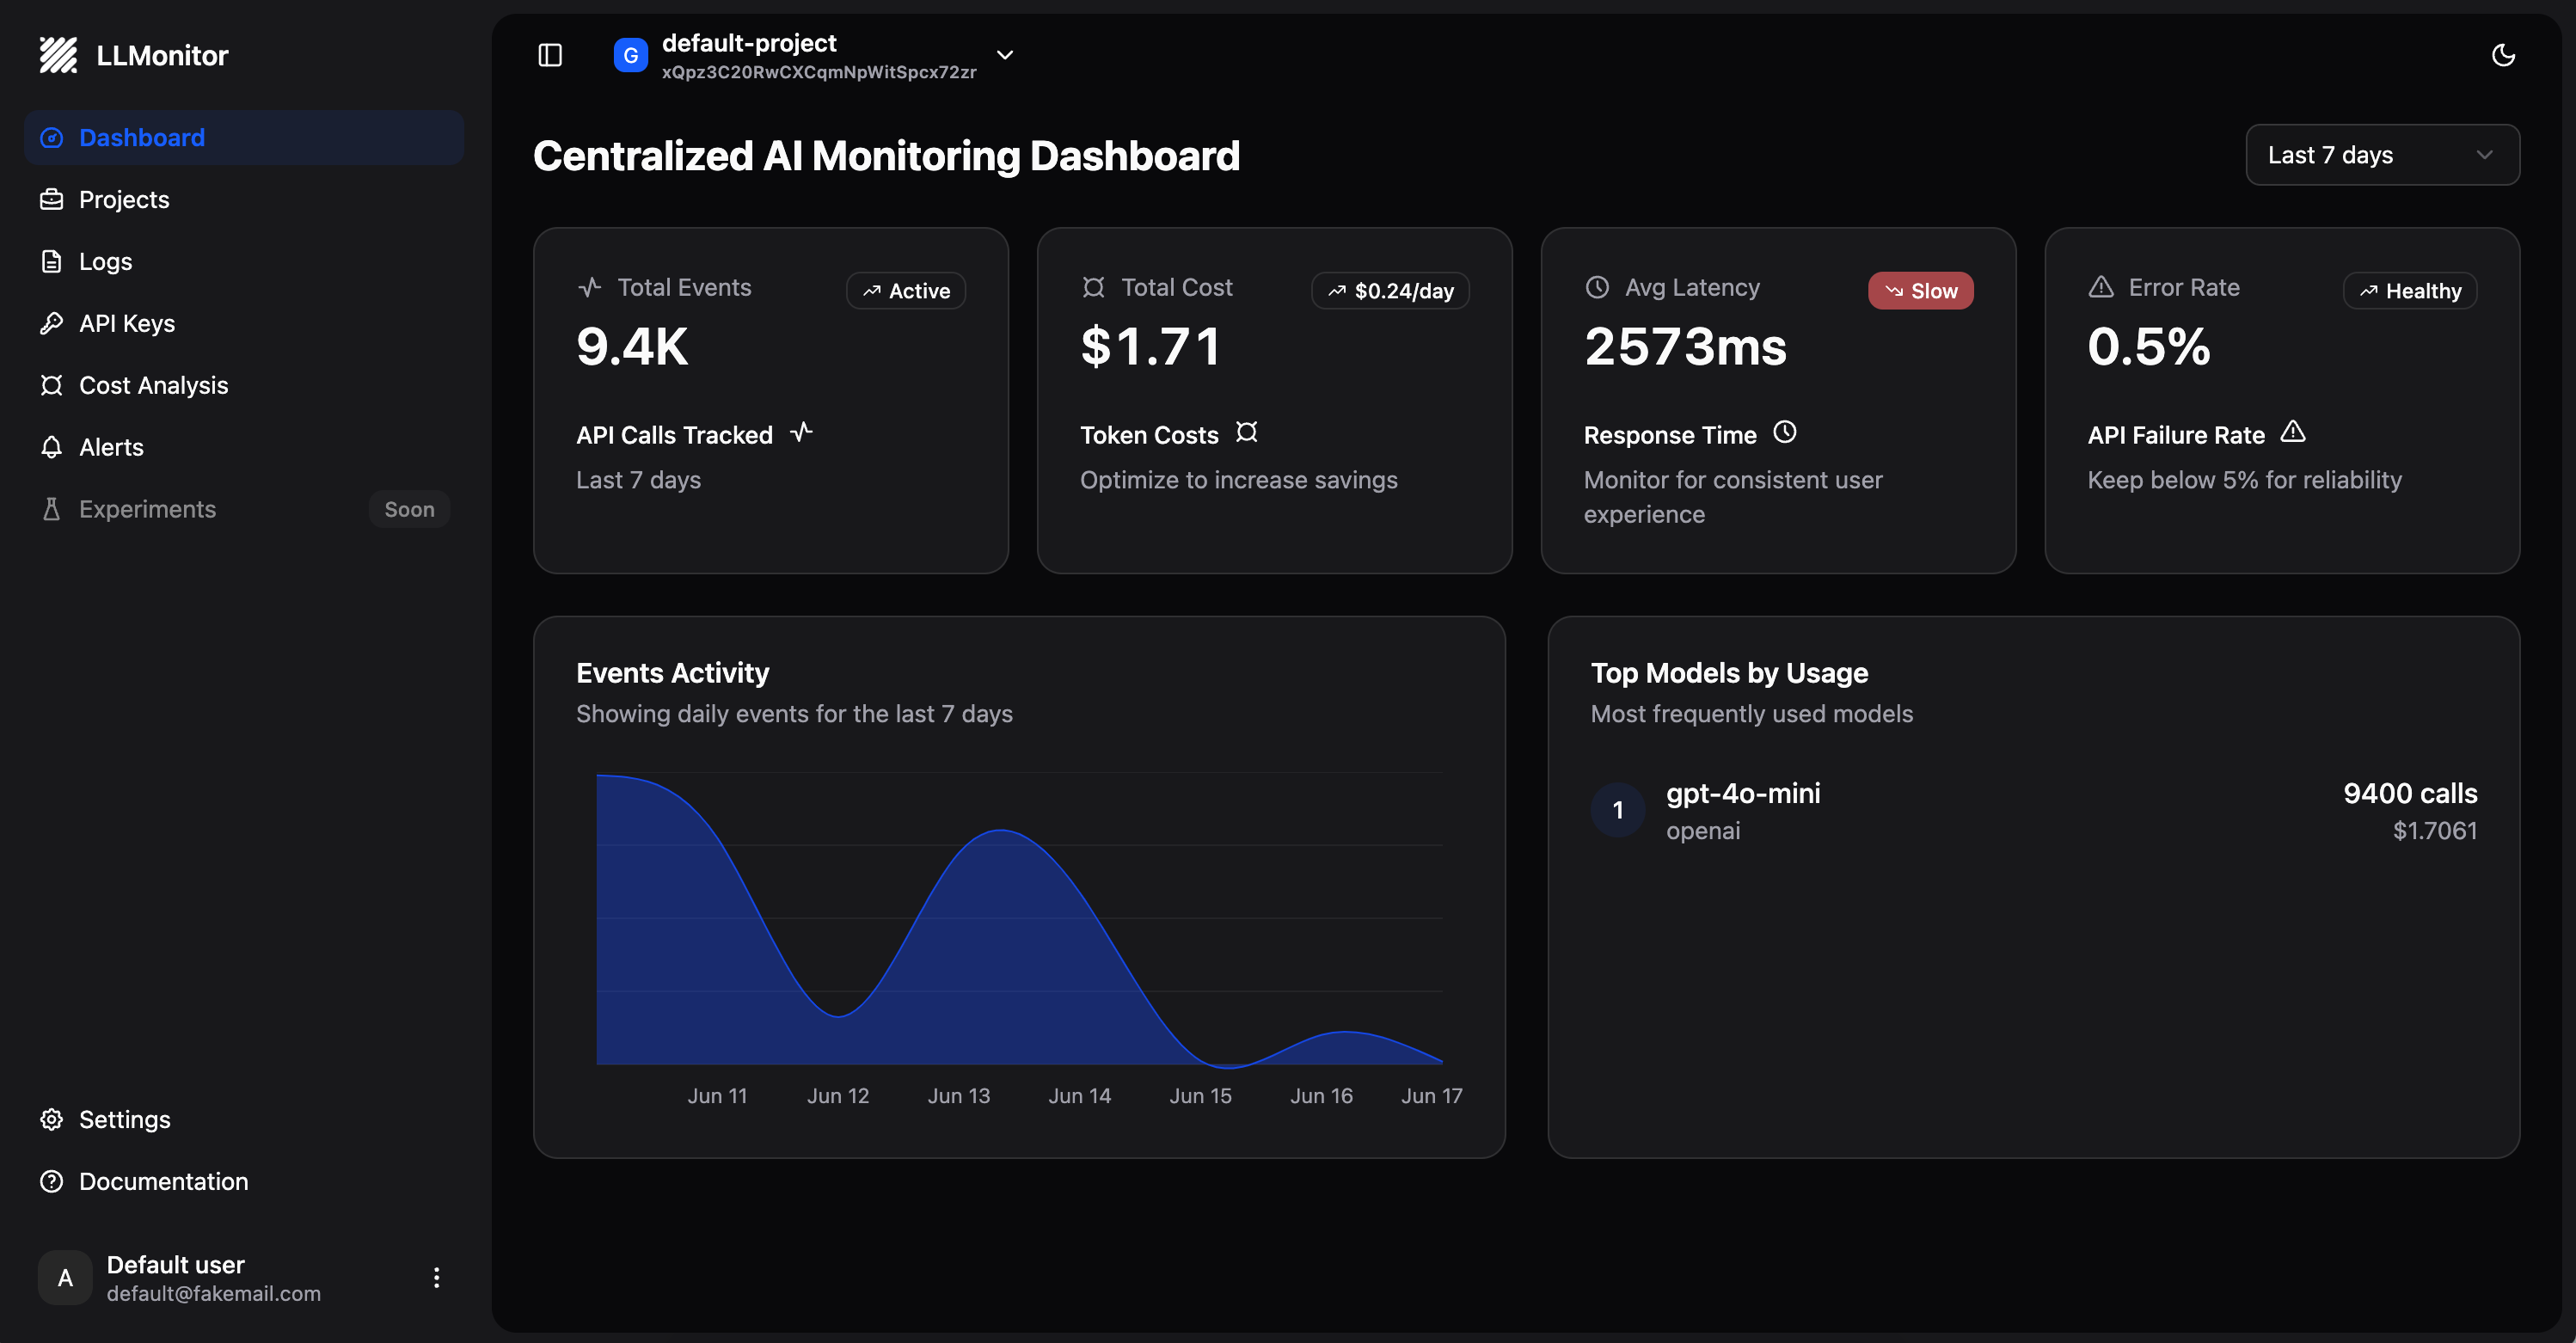 LLMonitor
Dashboard
Projects
Logs
API Keys
Cost Analysis
Alerts
Experiments Soon
Settings
Documentation
A
Default user
default@fakemail.com
G
default-project
xQpz3C20RwCXCqmNpWitSpcx72zr
Centralized AI Monitoring Dashboard
Last 7 days
Total Events
Active
9.4K
API Calls Tracked
Last 7 days
Total Cost
$0.24/day
$1.71
Token Costs
Optimize to increase savings
Avg Latency
Slow
2573ms
Response Time
Monitor for consistent user
experience
Error Rate
Healthy
0.5%
API Failure Rate
Keep below 5% for reliability
Events Activity
Showing daily events for the last 7 days
Jun 11 Jun 12 Jun 13 Jun 14 Jun 15 Jun 16 Jun 17
Top Models by Usage
Most frequently used models
1
gpt-4o-mini
openai
9400 calls
$1.7061